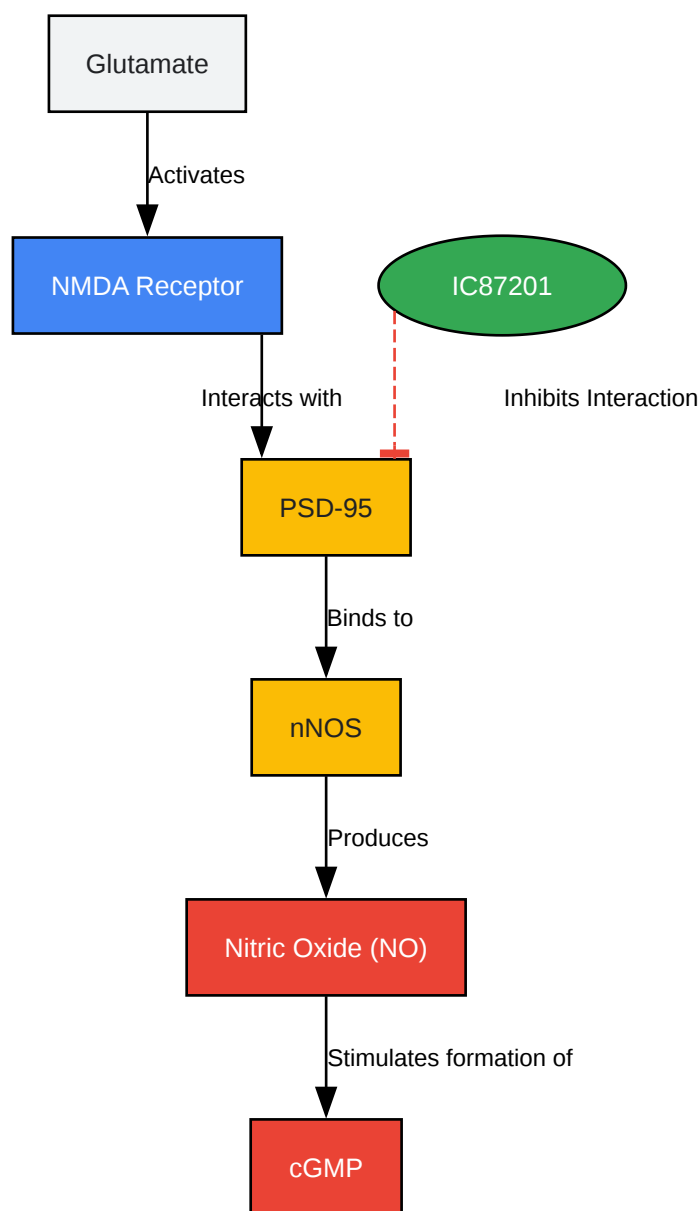 Glutamate
Activates
NMDA Receptor
IC87201
Interacts with
Inhibits Interaction
PSD-95
Binds to
nNOS
Produces
Nitric Oxide (NO)
Stimulates formation of
cGMP